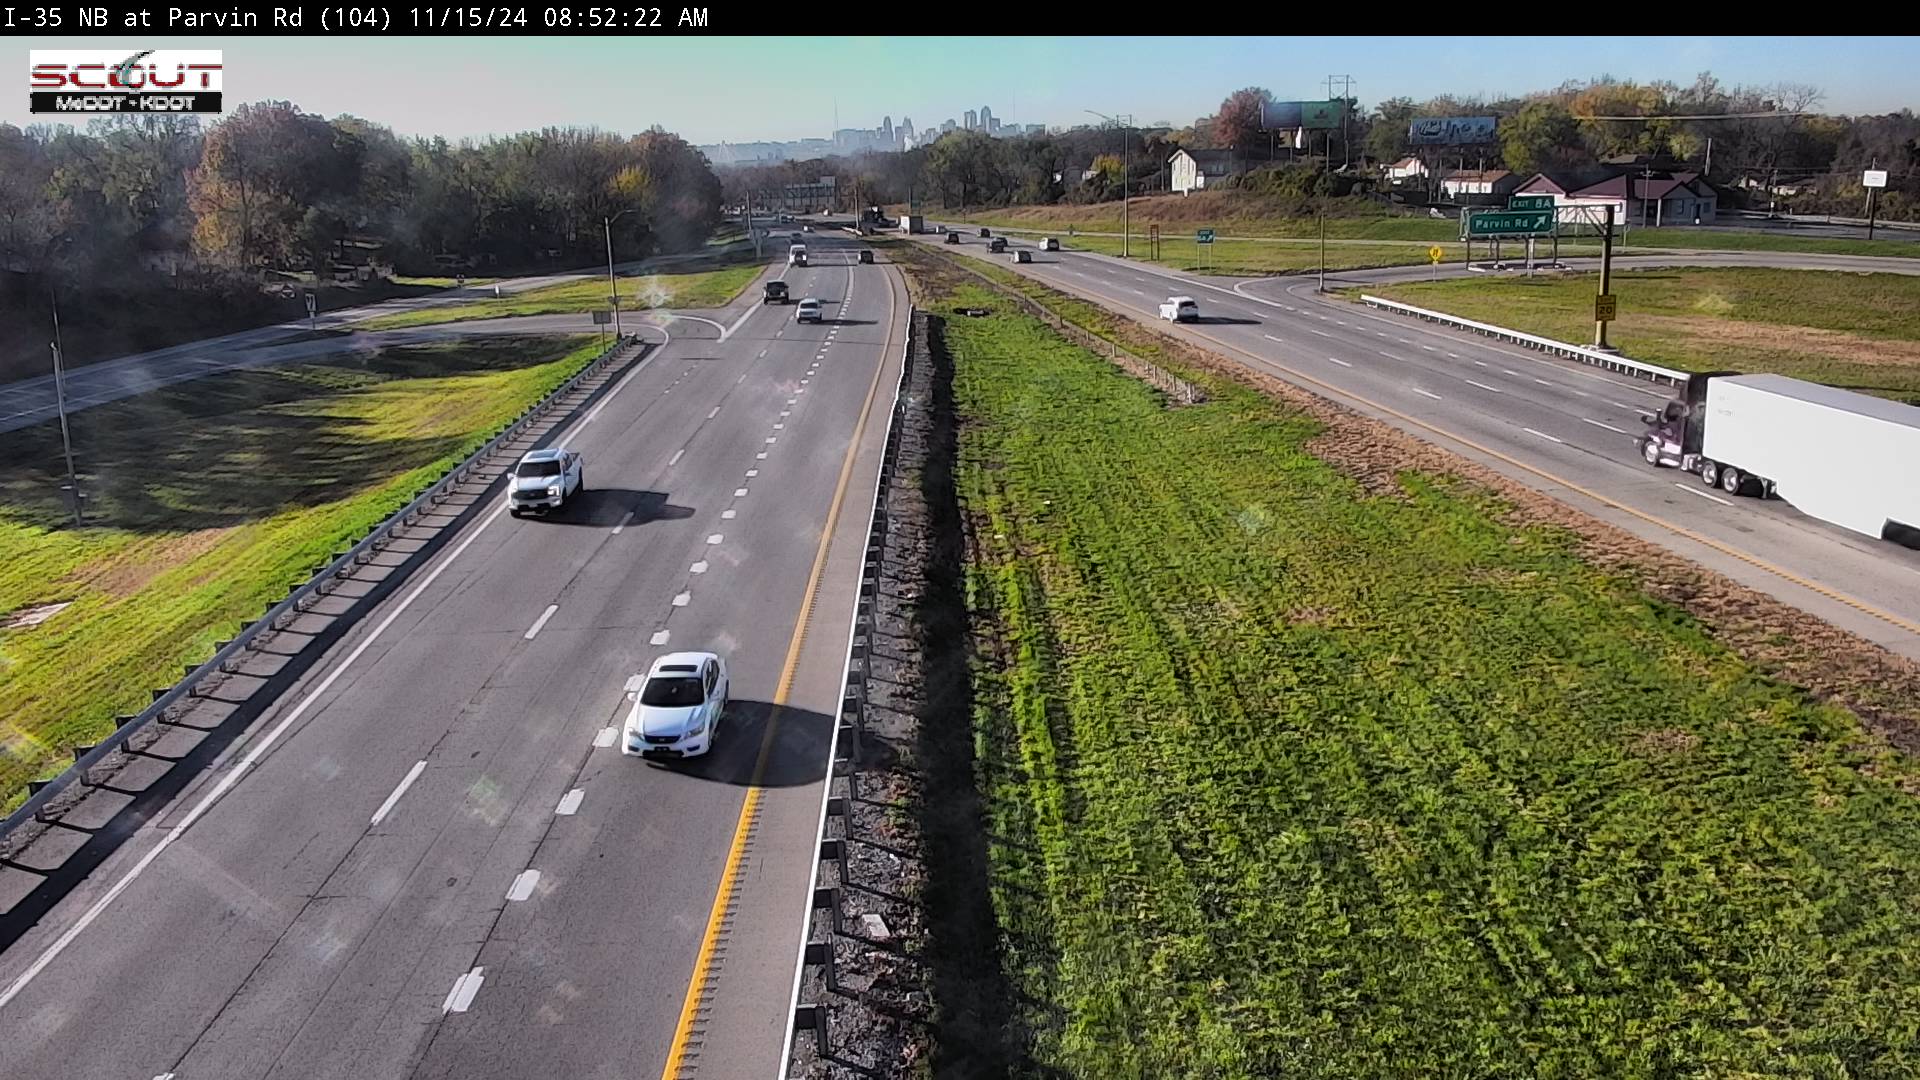 I-35 NB at Parvin Rd (104) 11/15/24 08:52:22 AM
SCOUT
MoDOT - KDOT
EXIT 8A
Parvin Rd
20